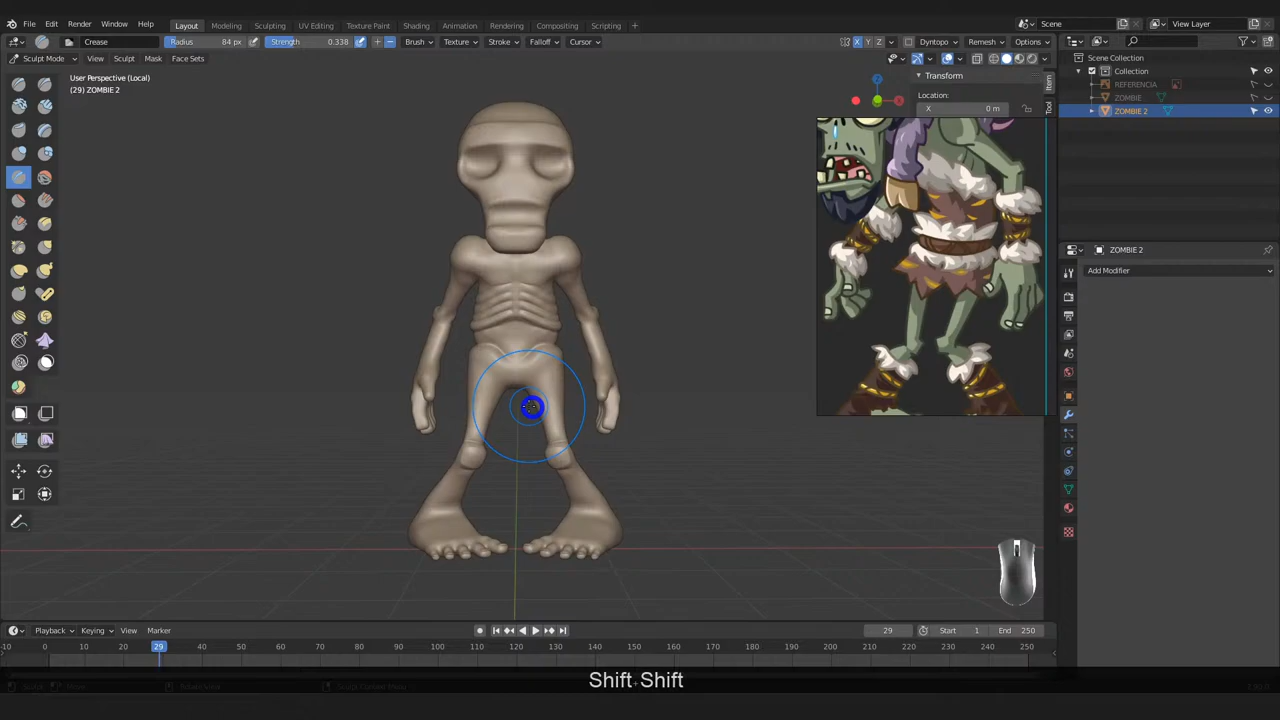 File Edit Render Window Help Layout Modeling Sculpting UV Editing Texture Paint Shading Animation Rendering Compositing Scripting + Scene View Layer
Crease Radius 84 px Strength 0.338 Brush Texture Stroke Falloff Cursor X Y Z Dyntopo Remesh Options
Sculpt Mode View Sculpt Mask Face Sets
Scene Collection
Collection
REFERENCIA
ZOMBIE
ZOMBIE 2
User Perspective (Local)
(29) ZOMBIE 2
Transform
Location:
X 0 m
Item
Tool
ZOMBIE 2
Add Modifier
Playback Keying View Marker 29 Start 1 End 250
-10 0 10 20 29 40 50 60 70 80 90 100 110 120 130 140 150 160 170 180 190 200 210 220 230 240 250
Shift Shift